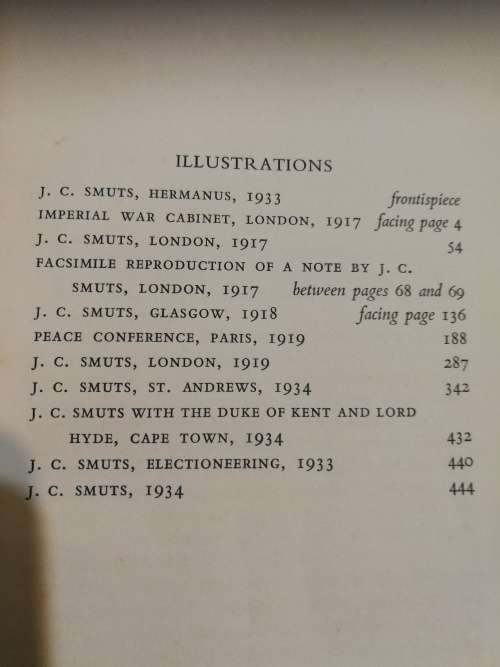 ILLUSTRATIONS
J. C. SMUTS, HERMANUS, 1933 frontispiece
IMPERIAL WAR CABINET, LONDON, 1917 facing page 4
J. C. SMUTS, LONDON, 1917 54
FACSIMILE REPRODUCTION OF A NOTE BY J. C.
SMUTS, LONDON, 1917 between pages 68 and 69
J. C. SMUTS, GLASGOW, 1918 facing page 136
PEACE CONFERENCE, PARIS, 1919 188
J. C. SMUTS, LONDON, 1919 287
J. C. SMUTS, ST. ANDREWS, 1934 342
J. C. SMUTS WITH THE DUKE OF KENT AND LORD
HYDE, CAPE TOWN, 1934 432
J. C. SMUTS, ELECTIONEERING, 1933 440
J. C. SMUTS, 1934 444